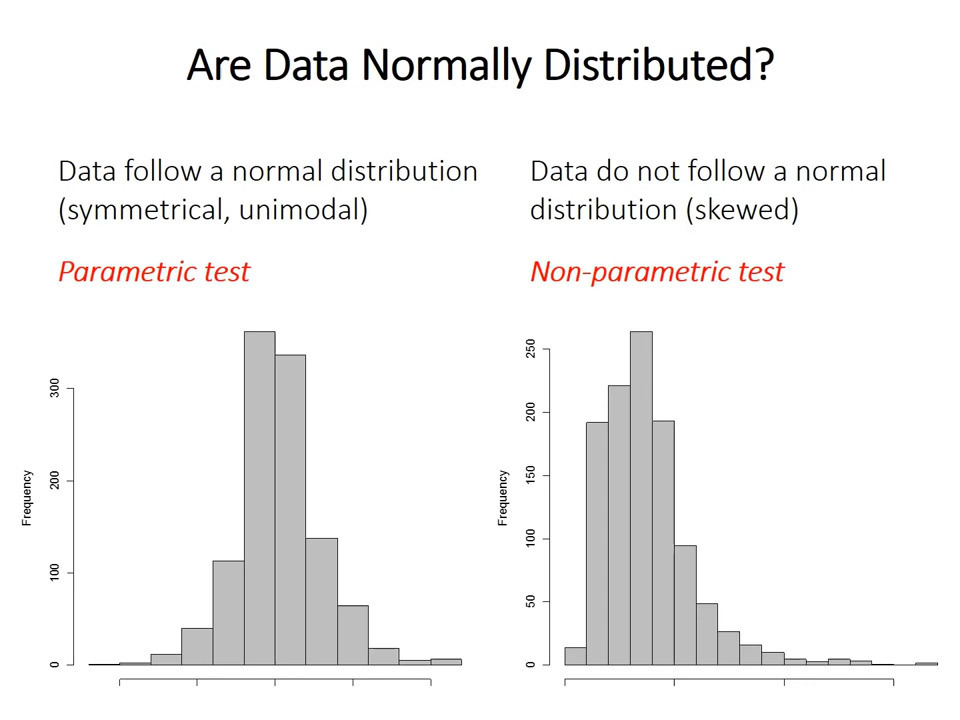 Are Data Normally Distributed?
Data follow a normal distribution
(symmetrical, unimodal)
Parametric test
Data do not follow a normal
distribution (skewed)
Non-parametric test
Frequency
300
200
100
0
Frequency
250
200
150
100
50
0